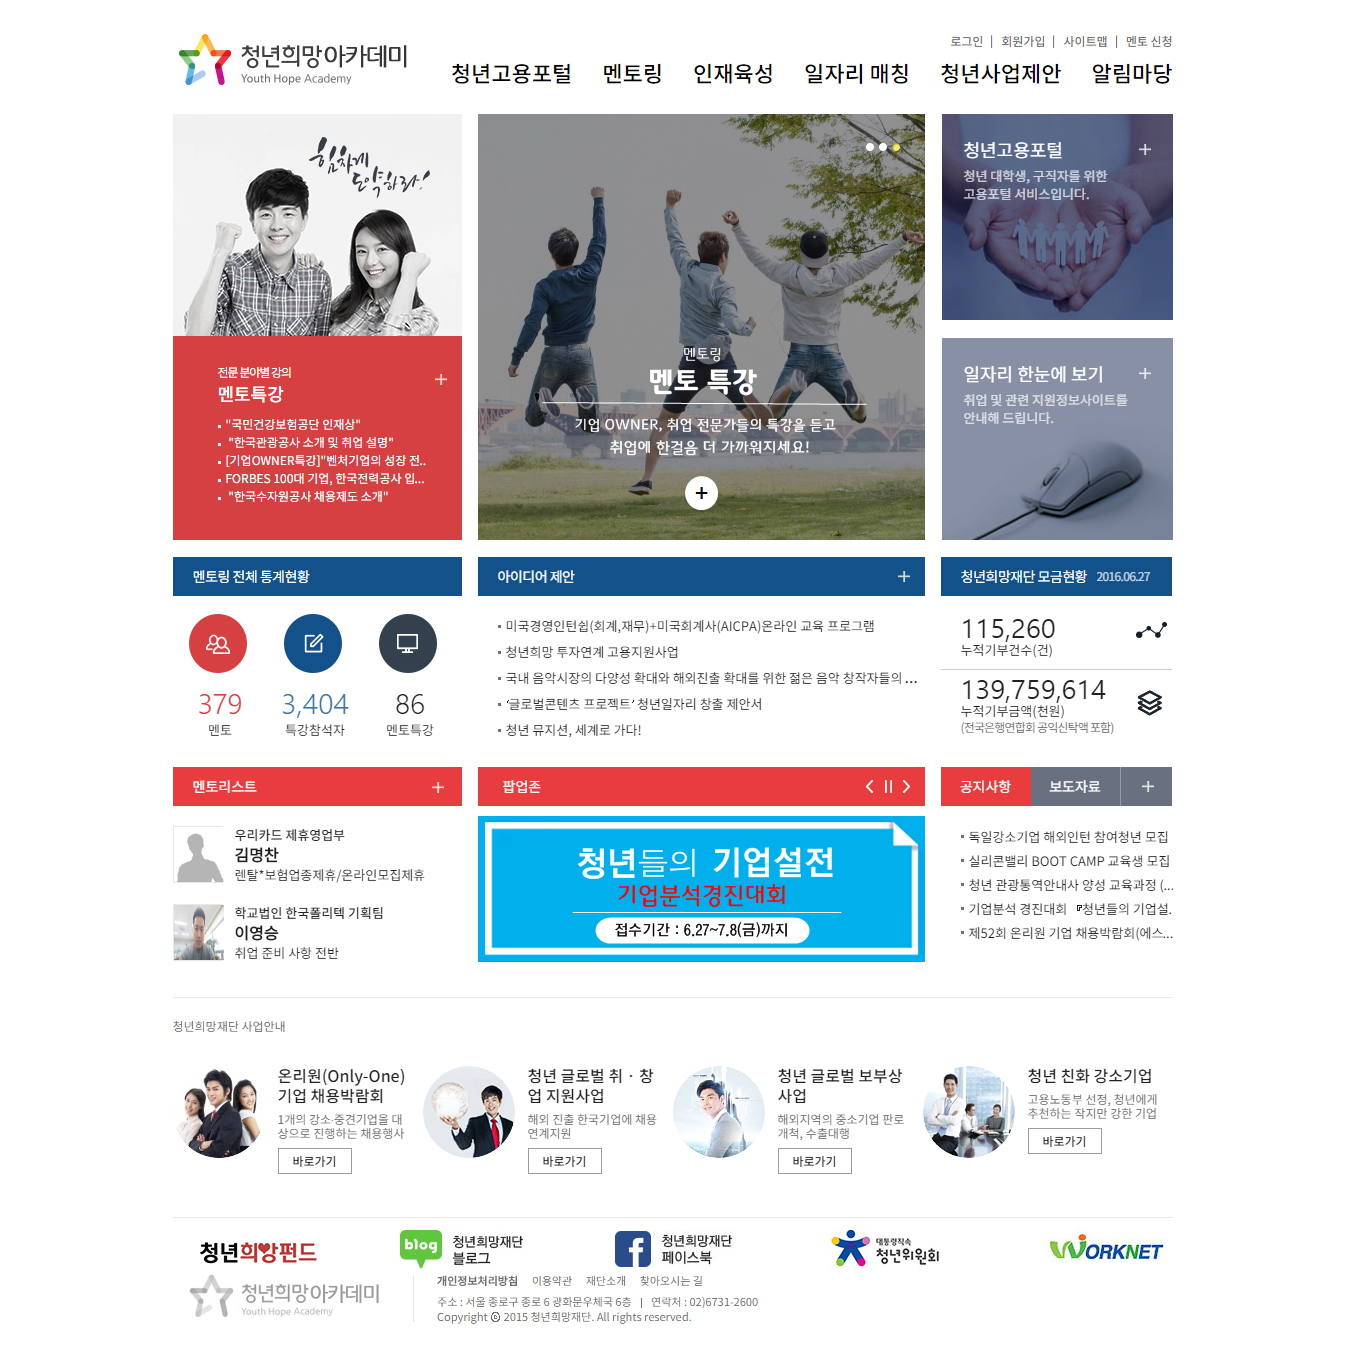 청년희망아카데미
Youth Hope Academy
로그인 | 회원가입 | 사이트맵 | 멘토 신청
청년고용포털 멘토링 인재육성 일자리 매칭 청년사업제안 알림마당
힘차게
도약하라!
전문 분야별 강의
멘토특강
"국민건강보험공단 인재상"
"한국관광공사 소개 및 취업 설명"
[기업OWNER특강]"벤처기업의 성장 전..
FORBES 100대 기업, 한국전력공사 입...
"한국수자원공사 채용제도 소개"
멘토링
멘토 특강
기업 OWNER, 취업 전문가들의 특강을 듣고
취업에 한걸음 더 가까워지세요!
청년고용포털
청년 대학생, 구직자를 위한
고용포털 서비스입니다.
일자리 한눈에 보기
취업 및 관련 지원정보사이트를
안내해 드립니다.
멘토링 전체 통계현황
379
멘토
3,404
특강참석자
86
멘토특강
아이디어 제안
미국경영인턴쉽(회계,재무)+미국회계사(AICPA)온라인 교육 프로그램
청년희망 투자연계 고용지원사업
국내 음악시장의 다양성 확대와 해외진출 확대를 위한 젊은 음악 창작자들의 ...
‘글로벌콘텐츠 프로젝트’ 청년일자리 창출 제안서
청년 뮤지션, 세계로 가다!
청년희망재단 모금현황 2016.06.27
115,260
누적기부건수(건)
139,759,614
누적기부금액(천원)
(전국은행연합회 공익신탁액 포함)
멘토리스트
우리카드 제휴영업부
김명찬
렌탈*보험업종제휴/온라인모집제휴
학교법인 한국폴리텍 기획팀
이영승
취업 준비 사항 전반
팝업존
청년들의 기업설전
기업분석경진대회
접수기간 : 6.27~7.8(금)까지
공지사항 보도자료
독일강소기업 해외인턴 참여청년 모집
실리콘밸리 BOOT CAMP 교육생 모집
청년 관광통역안내사 양성 교육과정 (...
기업분석 경진대회 『청년들의 기업설.
제52회 온리원 기업 채용박람회(에스...
청년희망재단 사업안내
온리원(Only-One)
기업 채용박람회
1개의 강소·중견기업을 대
상으로 진행하는 채용행사
바로가기
청년 글로벌 취 · 창
업 지원사업
해외 진출 한국기업에 채용
연계지원
바로가기
청년 글로벌 보부상
사업
해외지역의 중소기업 판로
개척, 수출대행
바로가기
청년 친화 강소기업
고용노동부 선정, 청년에게
추천하는 작지만 강한 기업
바로가기
청년희망펀드
blog
청년희망재단
블로그
f
청년희망재단
페이스북
대통령직속
청년위원회
WORKNET
청년희망아카데미
Youth Hope Academy
개인정보처리방침 이용약관 재단소개 찾아오시는 길
주소 : 서울 종로구 종로 6 광화문우체국 6층 | 연락처 : 02)6731-2600
Copyright ⓒ 2015 청년희망재단. All rights reserved.